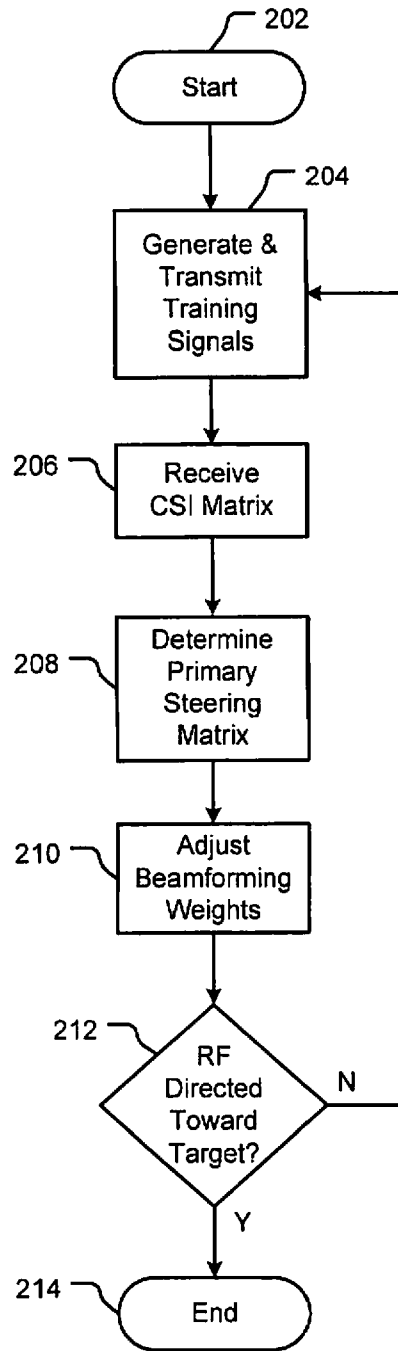 202
Start
204
Generate &
Transmit
Training
Signals
206
Receive
CSI Matrix
208
Determine
Primary
Steering
Matrix
210
Adjust
Beamforming
Weights
212
RF
Directed
Toward
Target?
N
Y
214
End